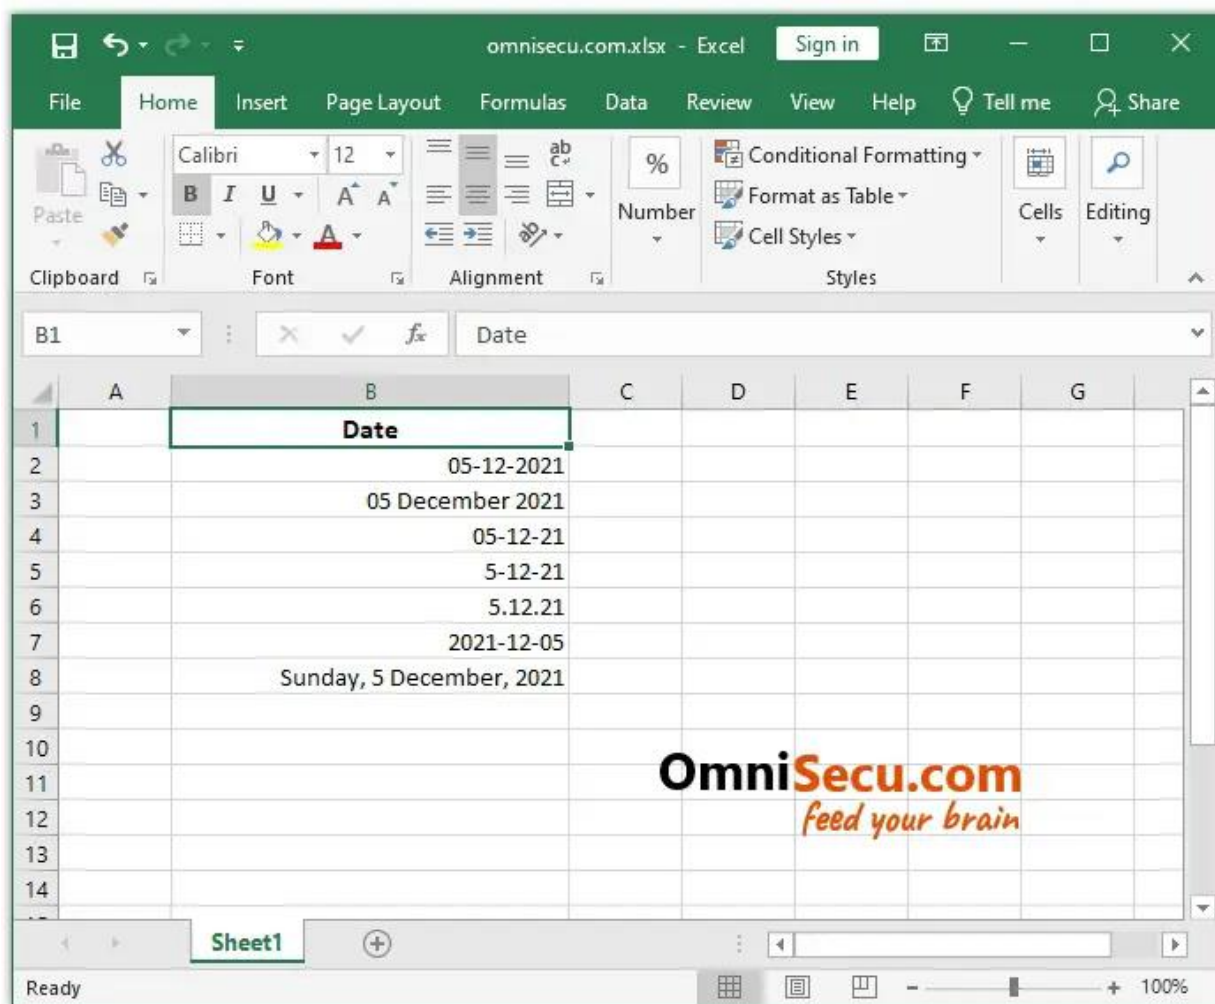 omnisecu.com.xlsx - Excel Sign in
File Home Insert Page Layout Formulas Data Review View Help Tell me Share
Paste
Calibri 12
ab
c
B I U A A
A
%
Number
Conditional Formatting
Format as Table
Cell Styles
Cells
Editing
Clipboard Font Alignment Styles
B1 fx Date
A B C D E F G
1 Date
2 05-12-2021
3 05 December 2021
4 05-12-21
5 5-12-21
6 5.12.21
7 2021-12-05
8 Sunday, 5 December, 2021
9
10
11
12
13
14
OmniSecu.com
feed your brain
Sheet1
Ready - + 100%